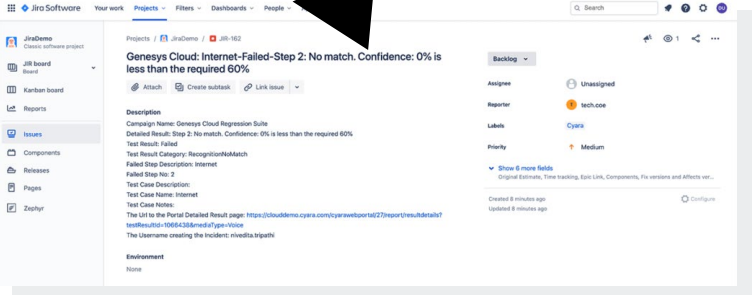 Jira Software
Your work
Projects
Filters
Dashboards
People
Search
JiraDemo
Classic software project
JIR board
Board
Kanban board
Reports
Issues
Components
Releases
Pages
Zephyr
Projects / JiraDemo / JIR-162
Genesys Cloud: Internet-Failed-Step 2: No match. Confidence: 0% is
less than the required 60%
Attach
Create subtask
Link issue
Description
Campaign Name: Genesys Cloud Regression Suite
Detailed Result: Step 2: No match. Confidence: 0% is less than the required 60%
Test Result: Failed
Test Result Category: RecognitionNoMatch
Failed Step Description: Internet
Failed Step No: 2
Test Case Description:
Test Case Name: Internet
Test Case Notes:
The Url to the Portal Detailed Result page: https://clouddemo.cyara.com/cyarawebportal/27/report/resultdetails?
testResultId=1066438&mediaType=Voice
The Username creating the Incident: nivedita.tripathi
Environment
None
1
Backlog
Assignee
Unassigned
Reporter
tech.coe
Labels
Cyara
Priority
Medium
Show 6 more fields
Original Estimate, Time tracking, Epic Link, Components, Fix versions and Affects ver...
Created 8 minutes ago
Updated 8 minutes ago
Configure